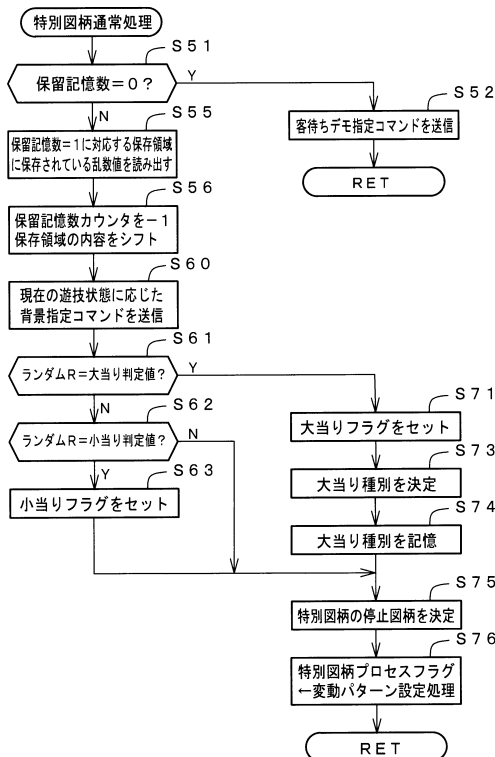 特別図柄通常処理
S51
保留記憶数=0?
Y
N
S52
客待ちデモ指定コマンドを送信
RET
S55
保留記憶数=1に対応する保存領域
に保存されている乱数値を読み出す
S56
保留記憶数カウンタを-1
保存領域の内容をシフト
S60
現在の遊技状態に応じた
背景指定コマンドを送信
S61
ランダムR=大当り判定値?
Y
N
S62
ランダムR=小当り判定値?
N
Y
S63
小当りフラグをセット
S71
大当りフラグをセット
S73
大当り種別を決定
S74
大当り種別を記憶
S75
特別図柄の停止図柄を決定
S76
特別図柄プロセスフラグ
←変動パターン設定処理
RET